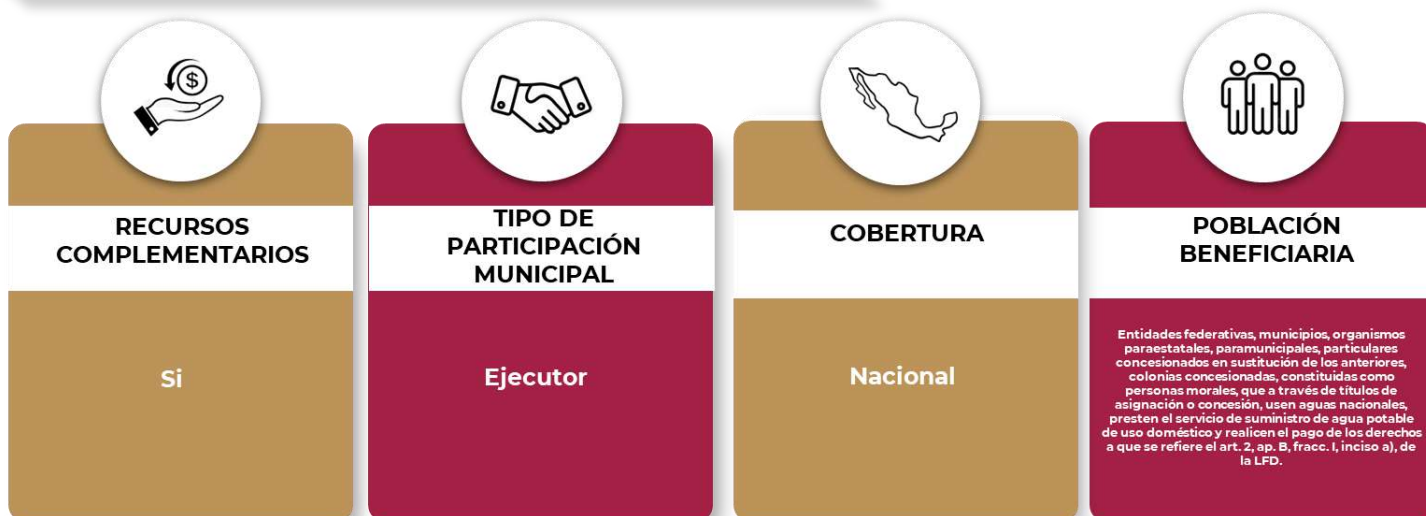 $
RECURSOS
COMPLEMENTARIOS
Si
TIPO DE
PARTICIPACIÓN
MUNICIPAL
Ejecutor
COBERTURA
Nacional
POBLACIÓN
BENEFICIARIA
Entidades federativas, municipios, organismos
paraestatales, paramunicipales, particulares
concesionados en sustitución de los anteriores,
colonias concesionadas, constituidas como
personas morales, que a través de títulos de
asignación o concesión, usen aguas nacionales,
presten el servicio de suministro de agua potable
de uso doméstico y realicen el pago de los derechos
a que se refiere el art. 2, ap. B, fracc. I, inciso a), de
la LFD.